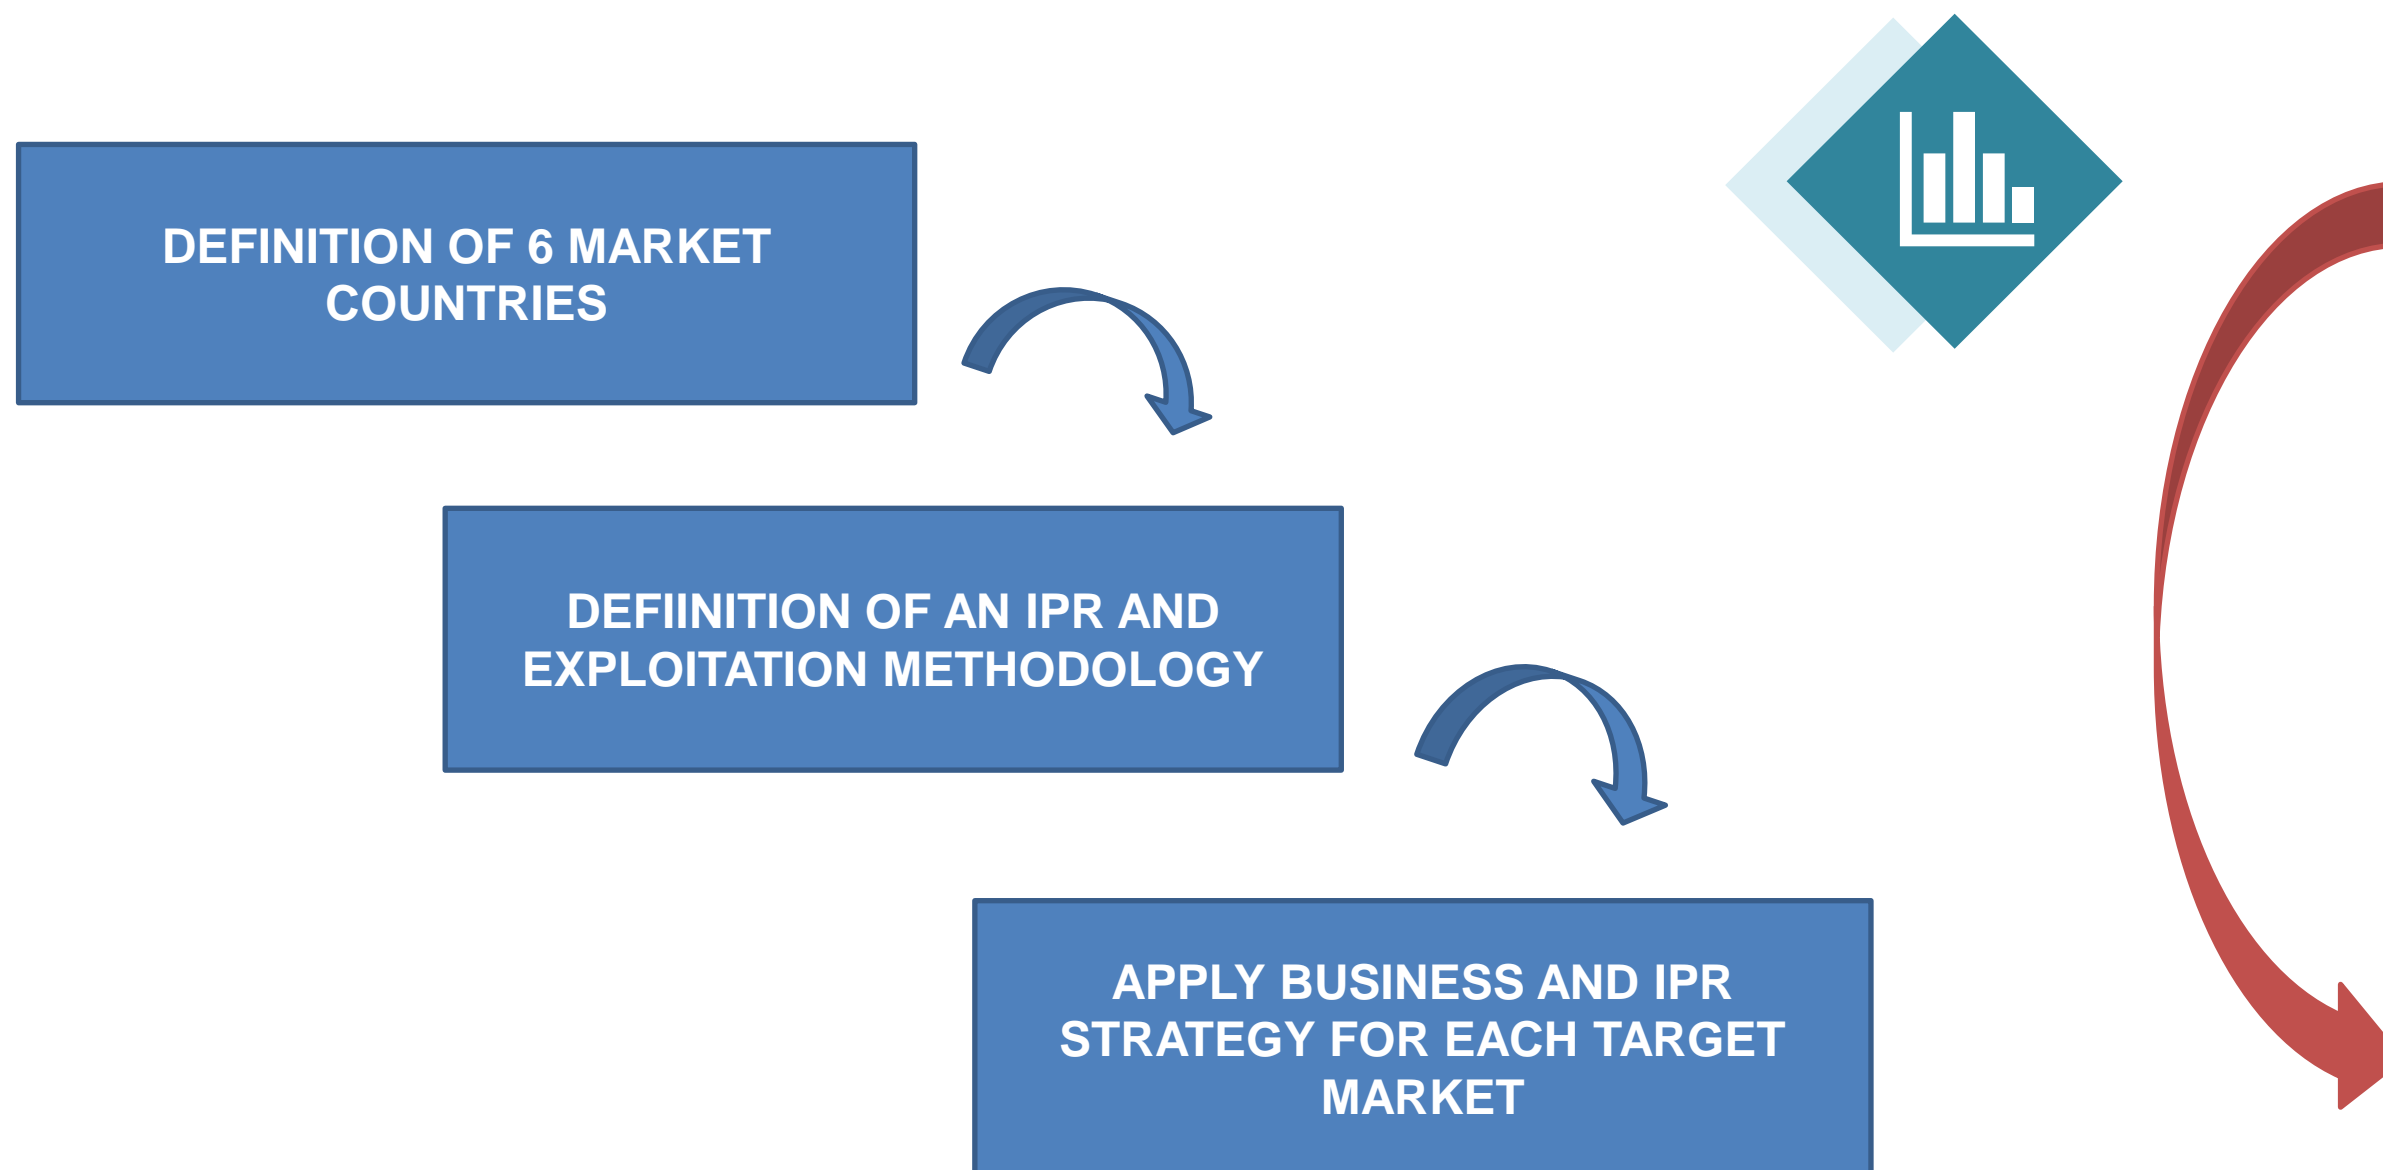 DEFINITION OF 6 MARKET
COUNTRIES
DEFIINITION OF AN IPR AND
EXPLOITATION METHODOLOGY
APPLY BUSINESS AND IPR
STRATEGY FOR EACH TARGET
MARKET